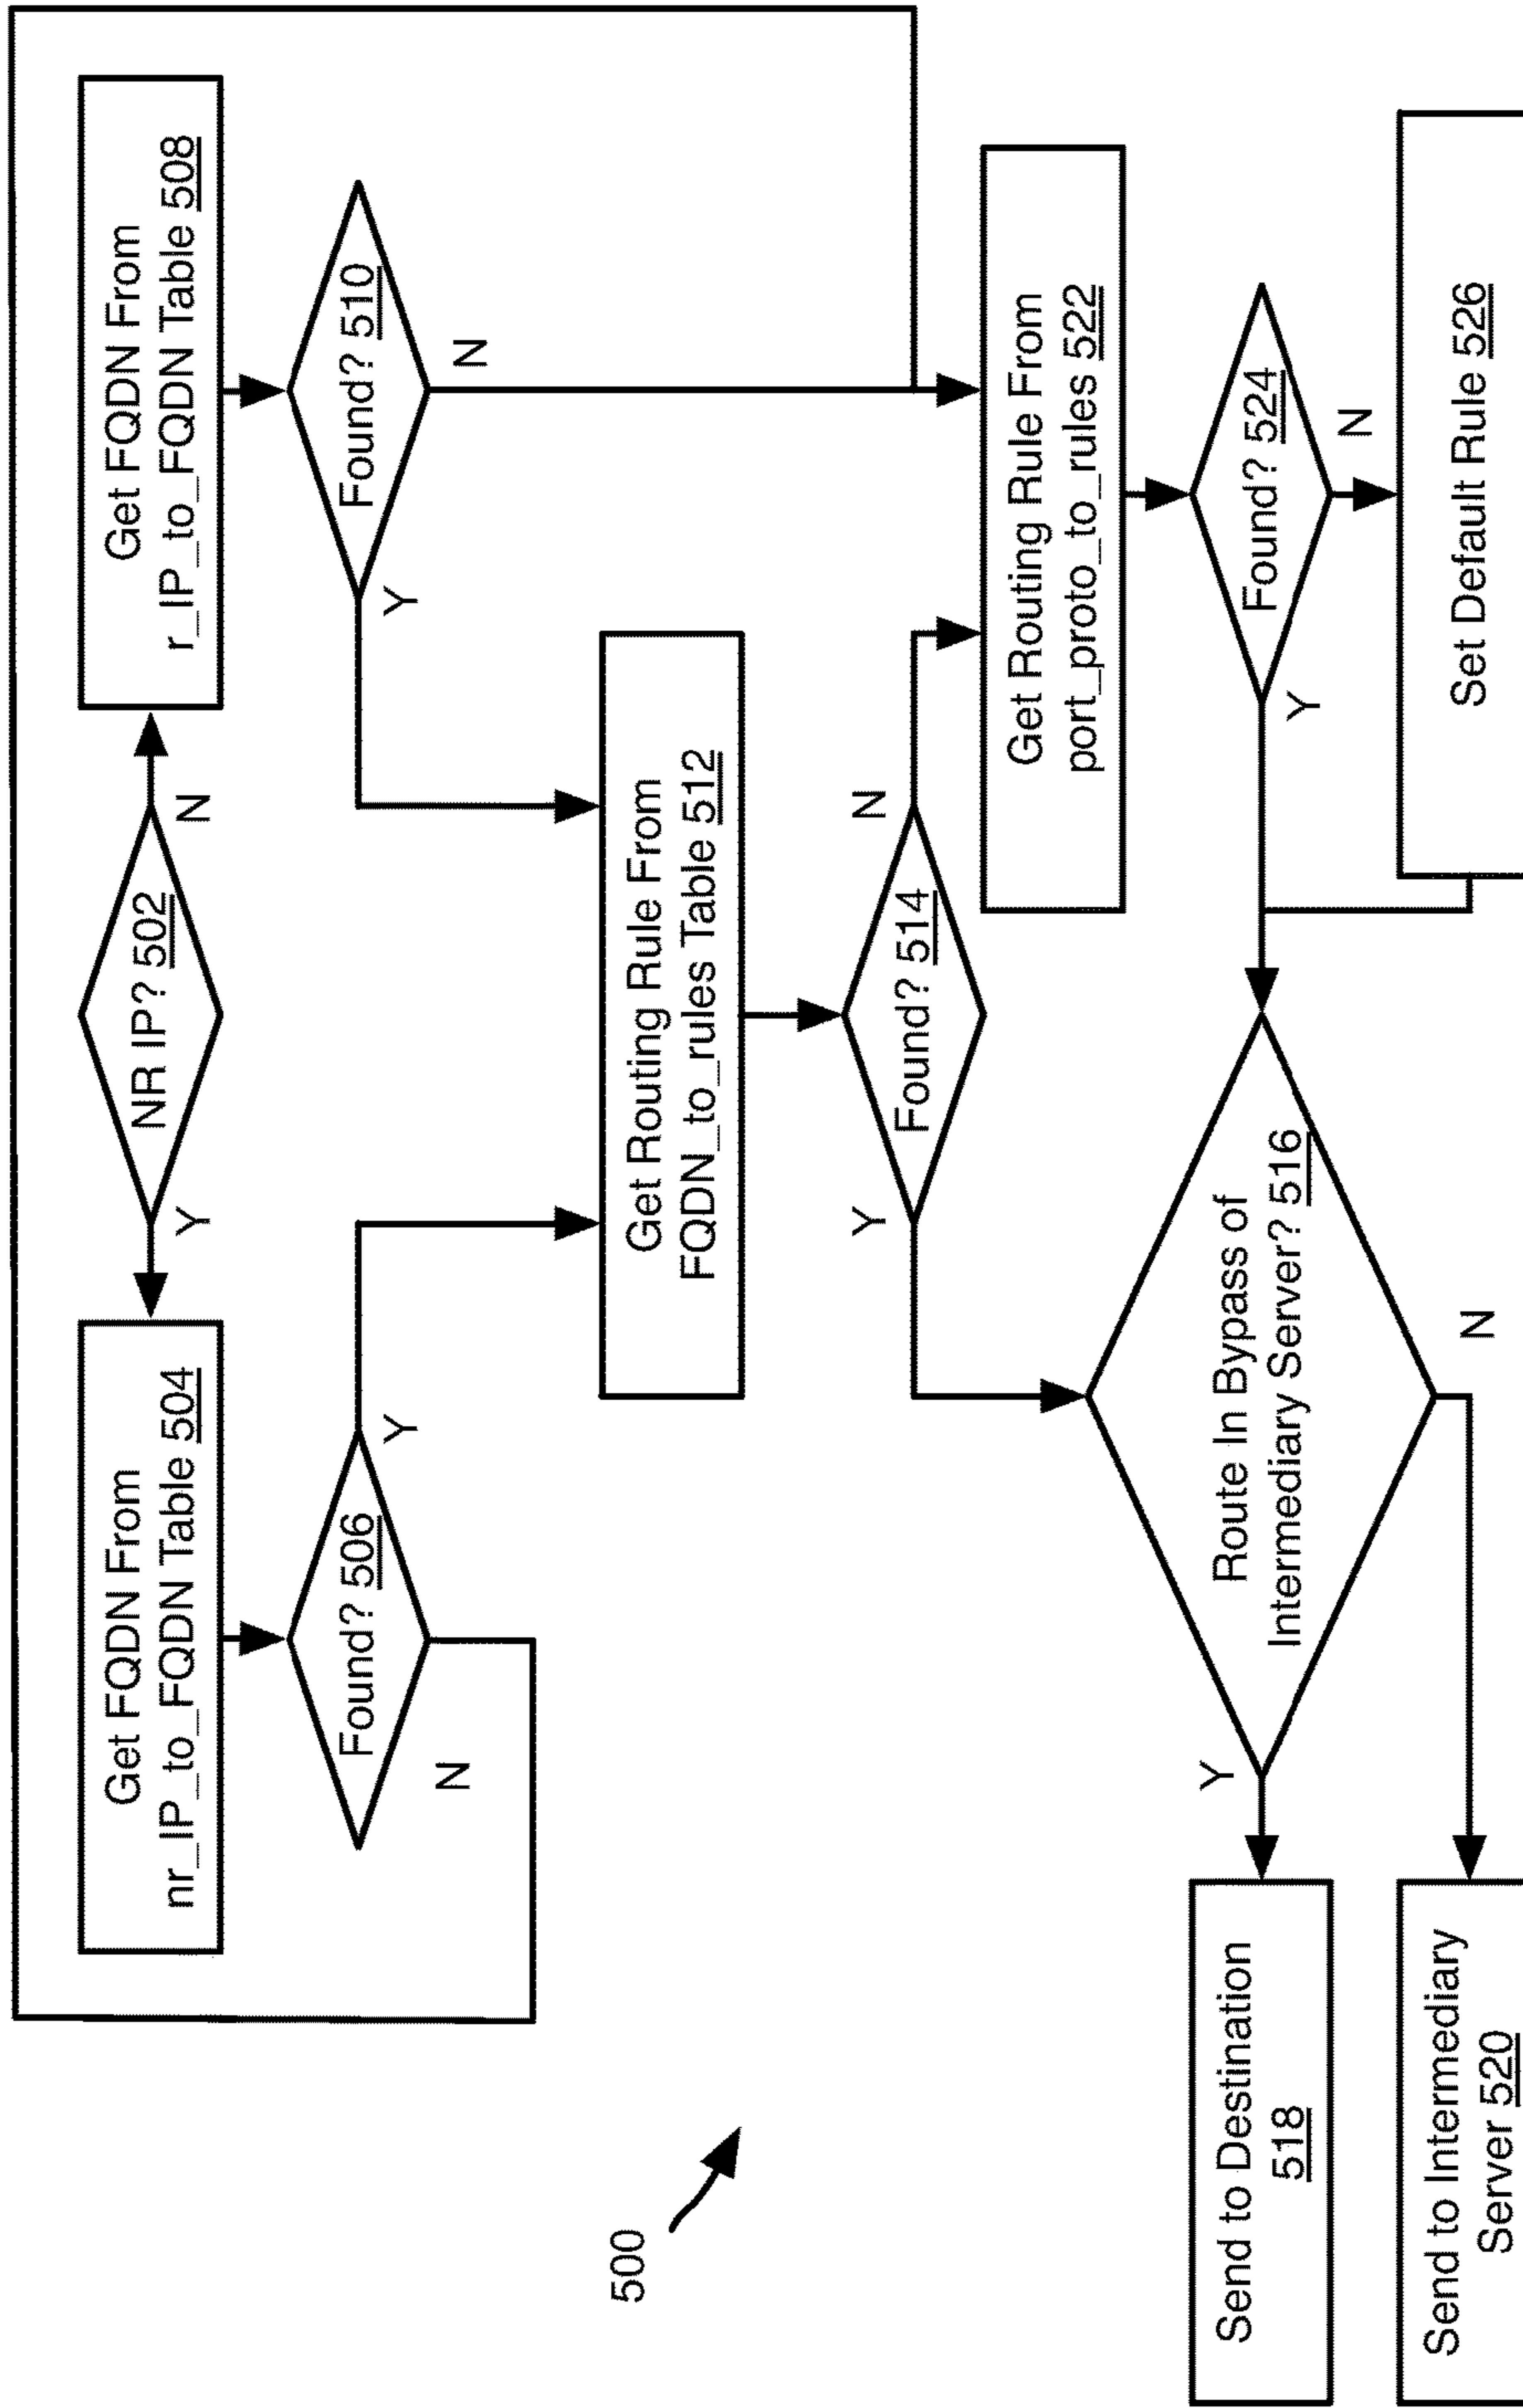 NR IP? 502
Y
N
Get FQDN From
nr_IP_to_FQDN Table 504
Get FQDN From
r_IP_to_FQDN Table 508
Found? 506
Y
N
Found? 510
Y
N
Get Routing Rule From
FQDN_to_rules Table 512
Found? 514
Y
N
Get Routing Rule From
port_proto_to_rules 522
Found? 524
Y
N
Set Default Rule 526
Route In Bypass of
Intermediary Server? 516
Y
N
Send to Destination
518
Send to Intermediary
Server 520
500